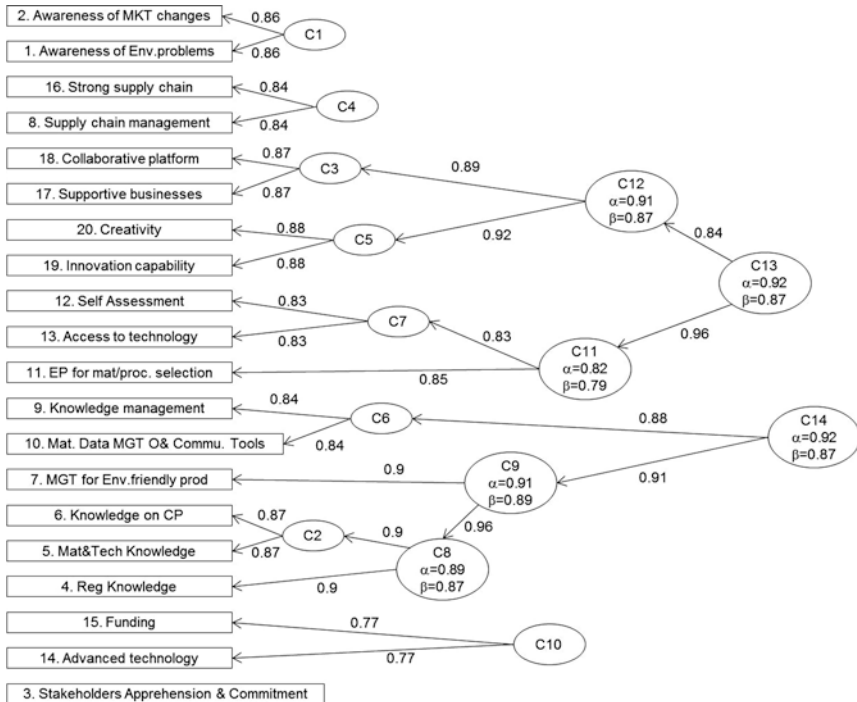 2. Awareness of MKT changes
0.86
C1
1. Awareness of Env.problems
0.86
16. Strong supply chain
0.84
C4
8. Supply chain management
0.84
18. Collaborative platform
0.87
C3
0.89
17. Supportive businesses
0.87
C12
α=0.91
β=0.87
20. Creativity
0.88
C5
0.92
0.84
19. Innovation capability
0.88
C13
α=0.92
β=0.87
12. Self Assessment
0.83
C7
13. Access to technology
0.83
0.83
0.96
C11
α=0.82
β=0.79
11. EP for mat/proc. selection
0.85
9. Knowledge management
0.84
C6
0.88
10. Mat. Data MGT O& Commu. Tools
0.84
C14
α=0.92
β=0.87
7. MGT for Env.friendly prod
0.9
C9
α=0.91
β=0.89
0.91
6. Knowledge on CP
0.87
C2
0.9
0.96
5. Mat&Tech Knowledge
0.87
C8
α=0.89
β=0.87
4. Reg Knowledge
0.9
15. Funding
0.77
C10
14. Advanced technology
0.77
3. Stakeholders Apprehension & Commitment